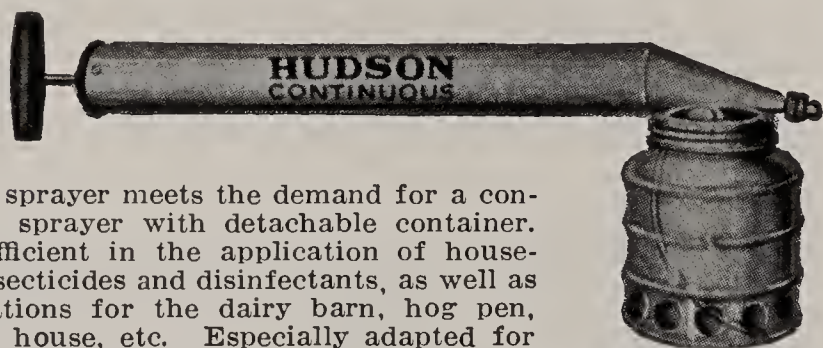 HUDSON
CONTINUOUS
sprayer meets the demand for a con-
sprayer with detachable container.
fficient in the application of house-
secticides and disinfectants, as well as
ations for the dairy barn, hog pen,
house, etc. Especially adapted for